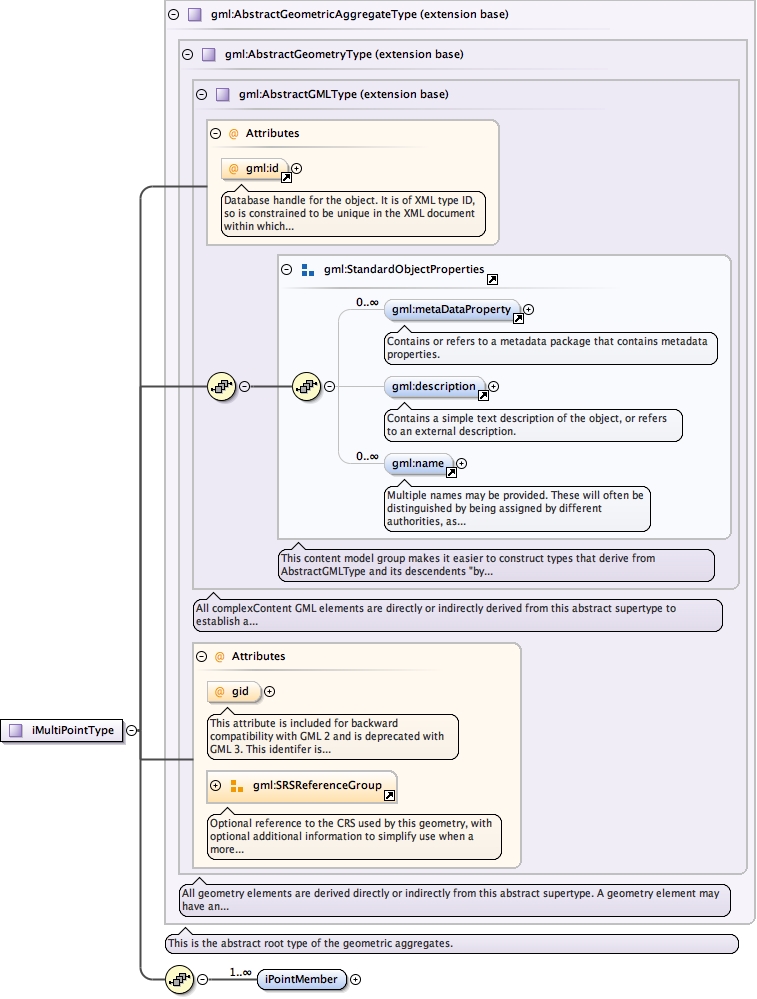 gml:AbstractGeometricAggregateType (extension base)
gml:AbstractGeometryType (extension base)
gml:AbstractGMLType (extension base)
@ Attributes
@ gml:id
Database handle for the object. It is of XML type ID,
so is constrained to be unique in the XML document
within which...
gml:StandardObjectProperties
0..∞
gml:metaDataProperty
Contains or refers to a metadata package that contains metadata
properties.
gml:description
Contains a simple text description of the object, or refers
to an external description.
0..∞
gml:name
Multiple names may be provided. These will often be
distinguished by being assigned by different
authorities, as...
This content model group makes it easier to construct types that derive from
AbstractGMLType and its descendents "by...
All complexContent GML elements are directly or indirectly derived from this abstract supertype to
establish a...
@ Attributes
@ gid
This attribute is included for backward
compatibility with GML 2 and is deprecated with
GML 3. This identifer is...
iMultiPointType
gml:SRSReferenceGroup
Optional reference to the CRS used by this geometry, with
optional additional information to simplify use when a
more...
All geometry elements are derived directly or indirectly from this abstract supertype. A geometry element may
have an...
This is the abstract root type of the geometric aggregates.
1..∞
iPointMember